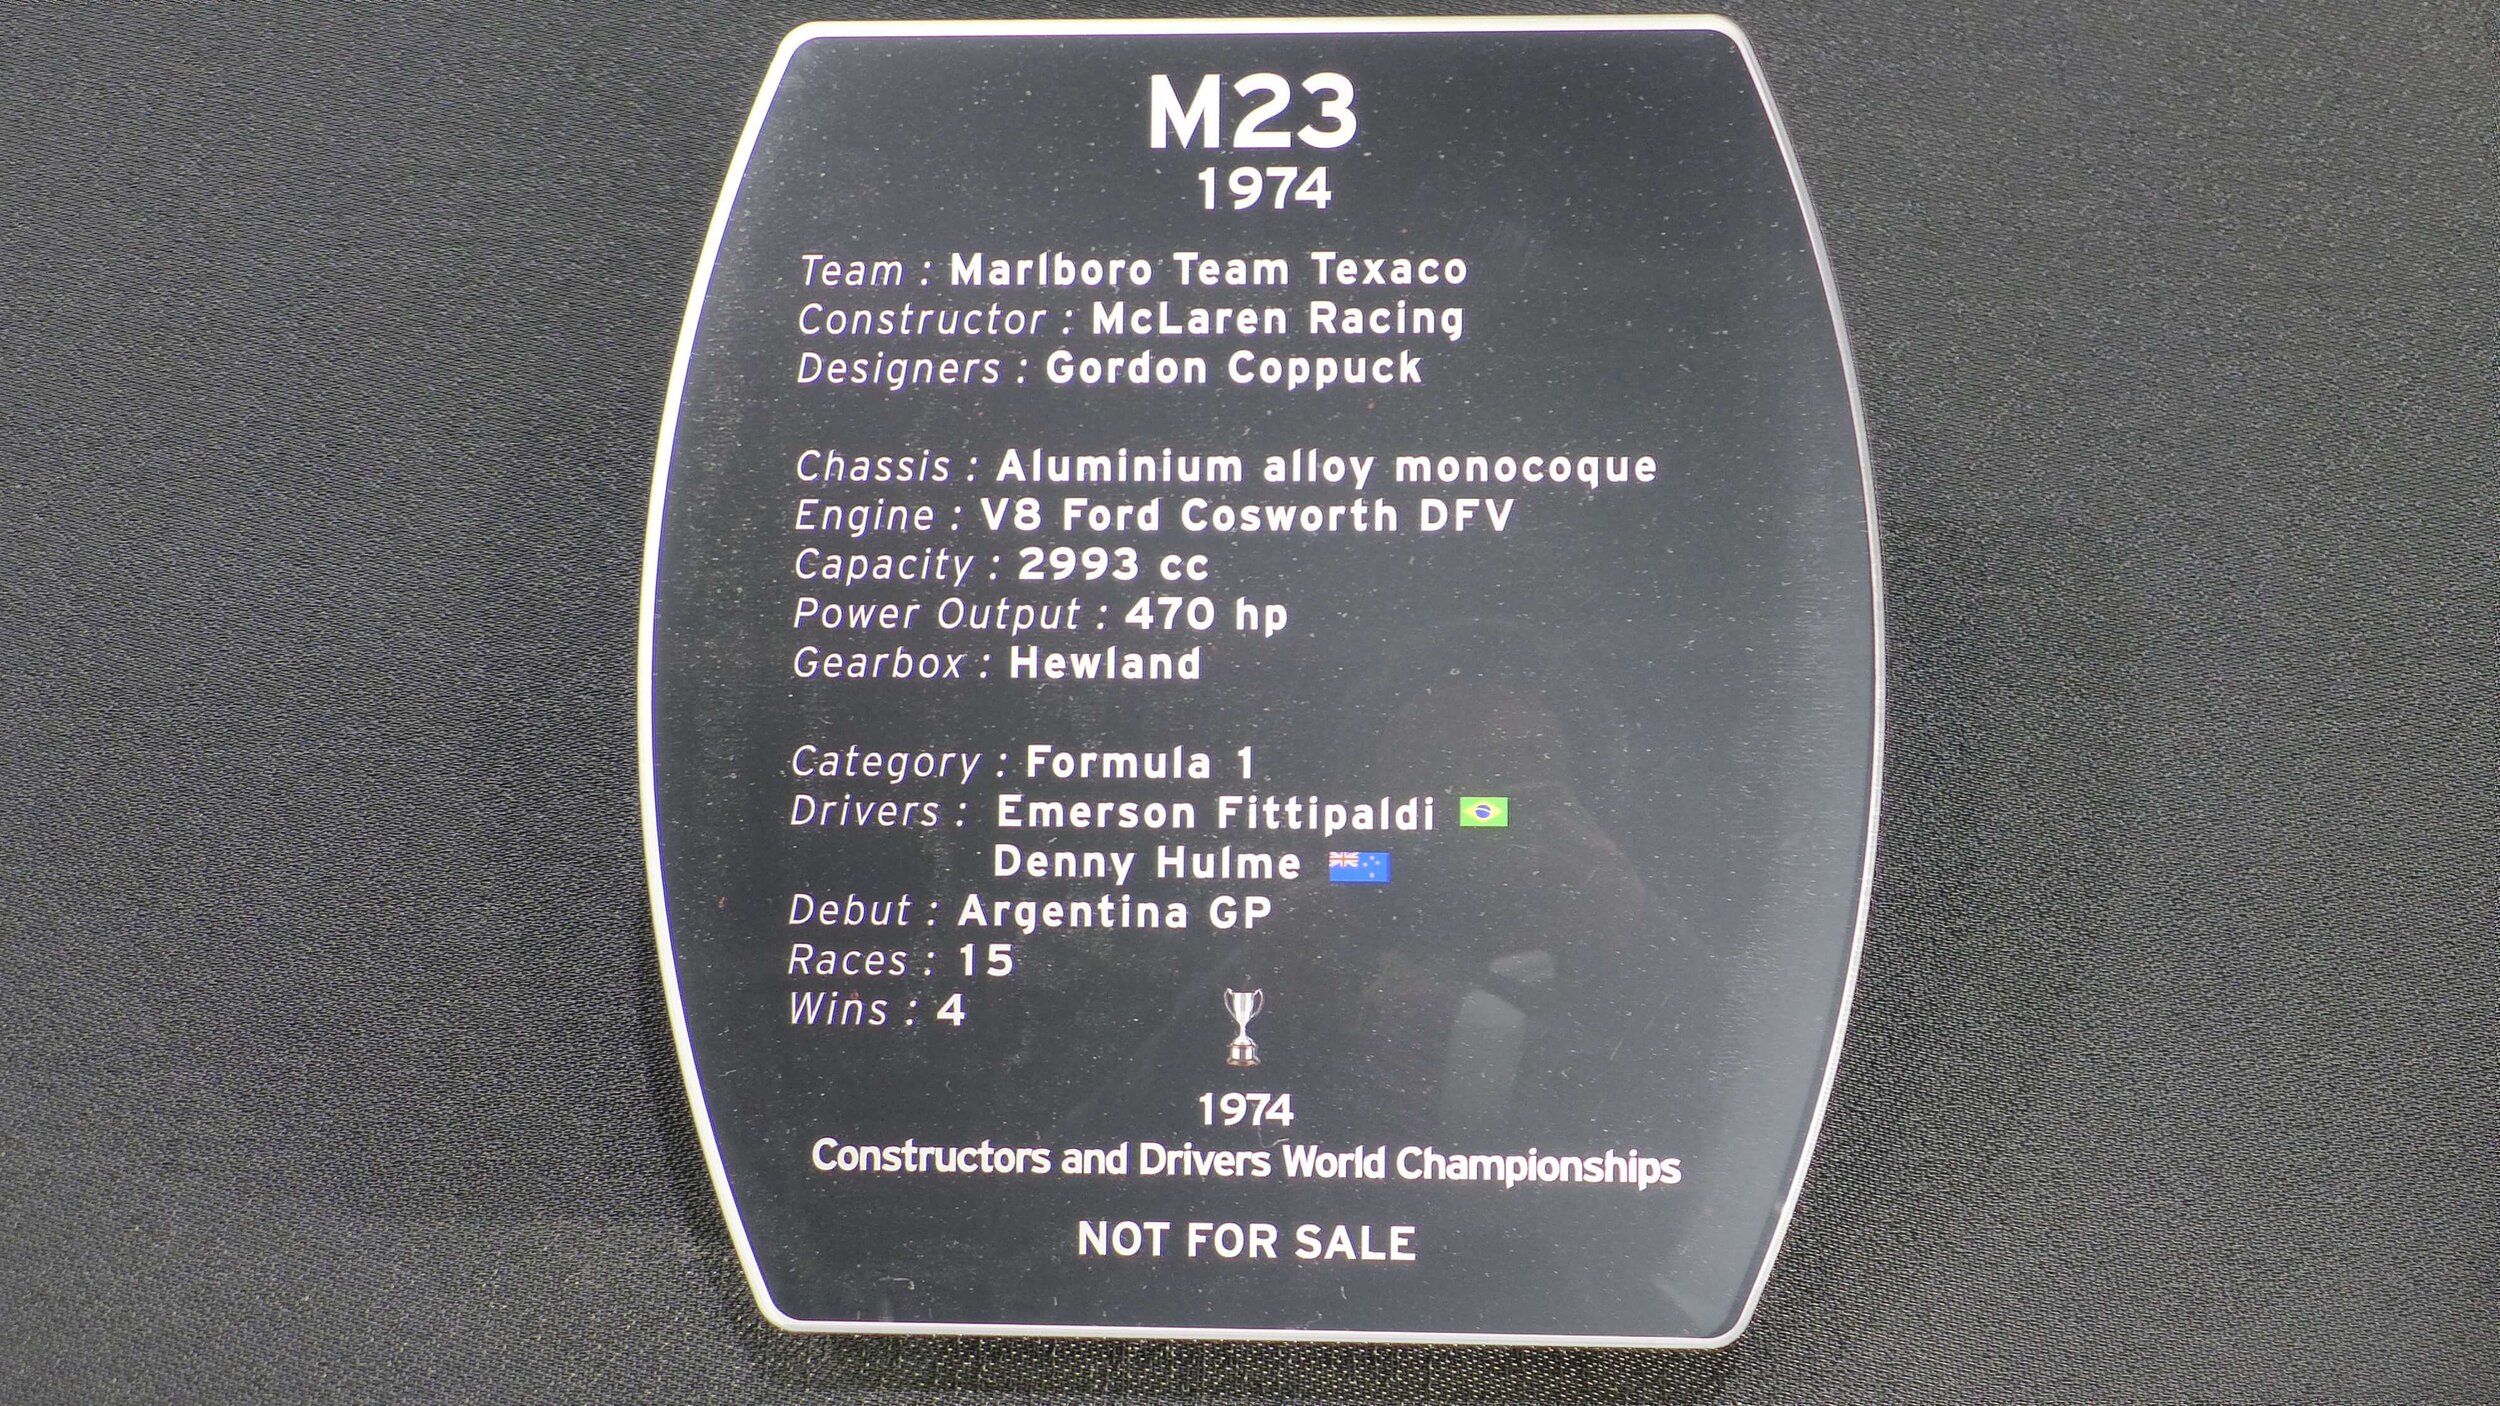 M23
1974
Team : Marlboro Team Texaco
Constructor : McLaren Racing
Designers : Gordon Coppuck
Chassis : Aluminium alloy monocoque
Engine : V8 Ford Cosworth DFV
Capacity : 2993 cc
Power Output : 470 hp
Gearbox : Hewland
Category : Formula 1
Drivers : Emerson Fittipaldi
Denny Hulme
Debut : Argentina GP
Races : 15
Wins : 4
1974
Constructors and Drivers World Championships
NOT FOR SALE